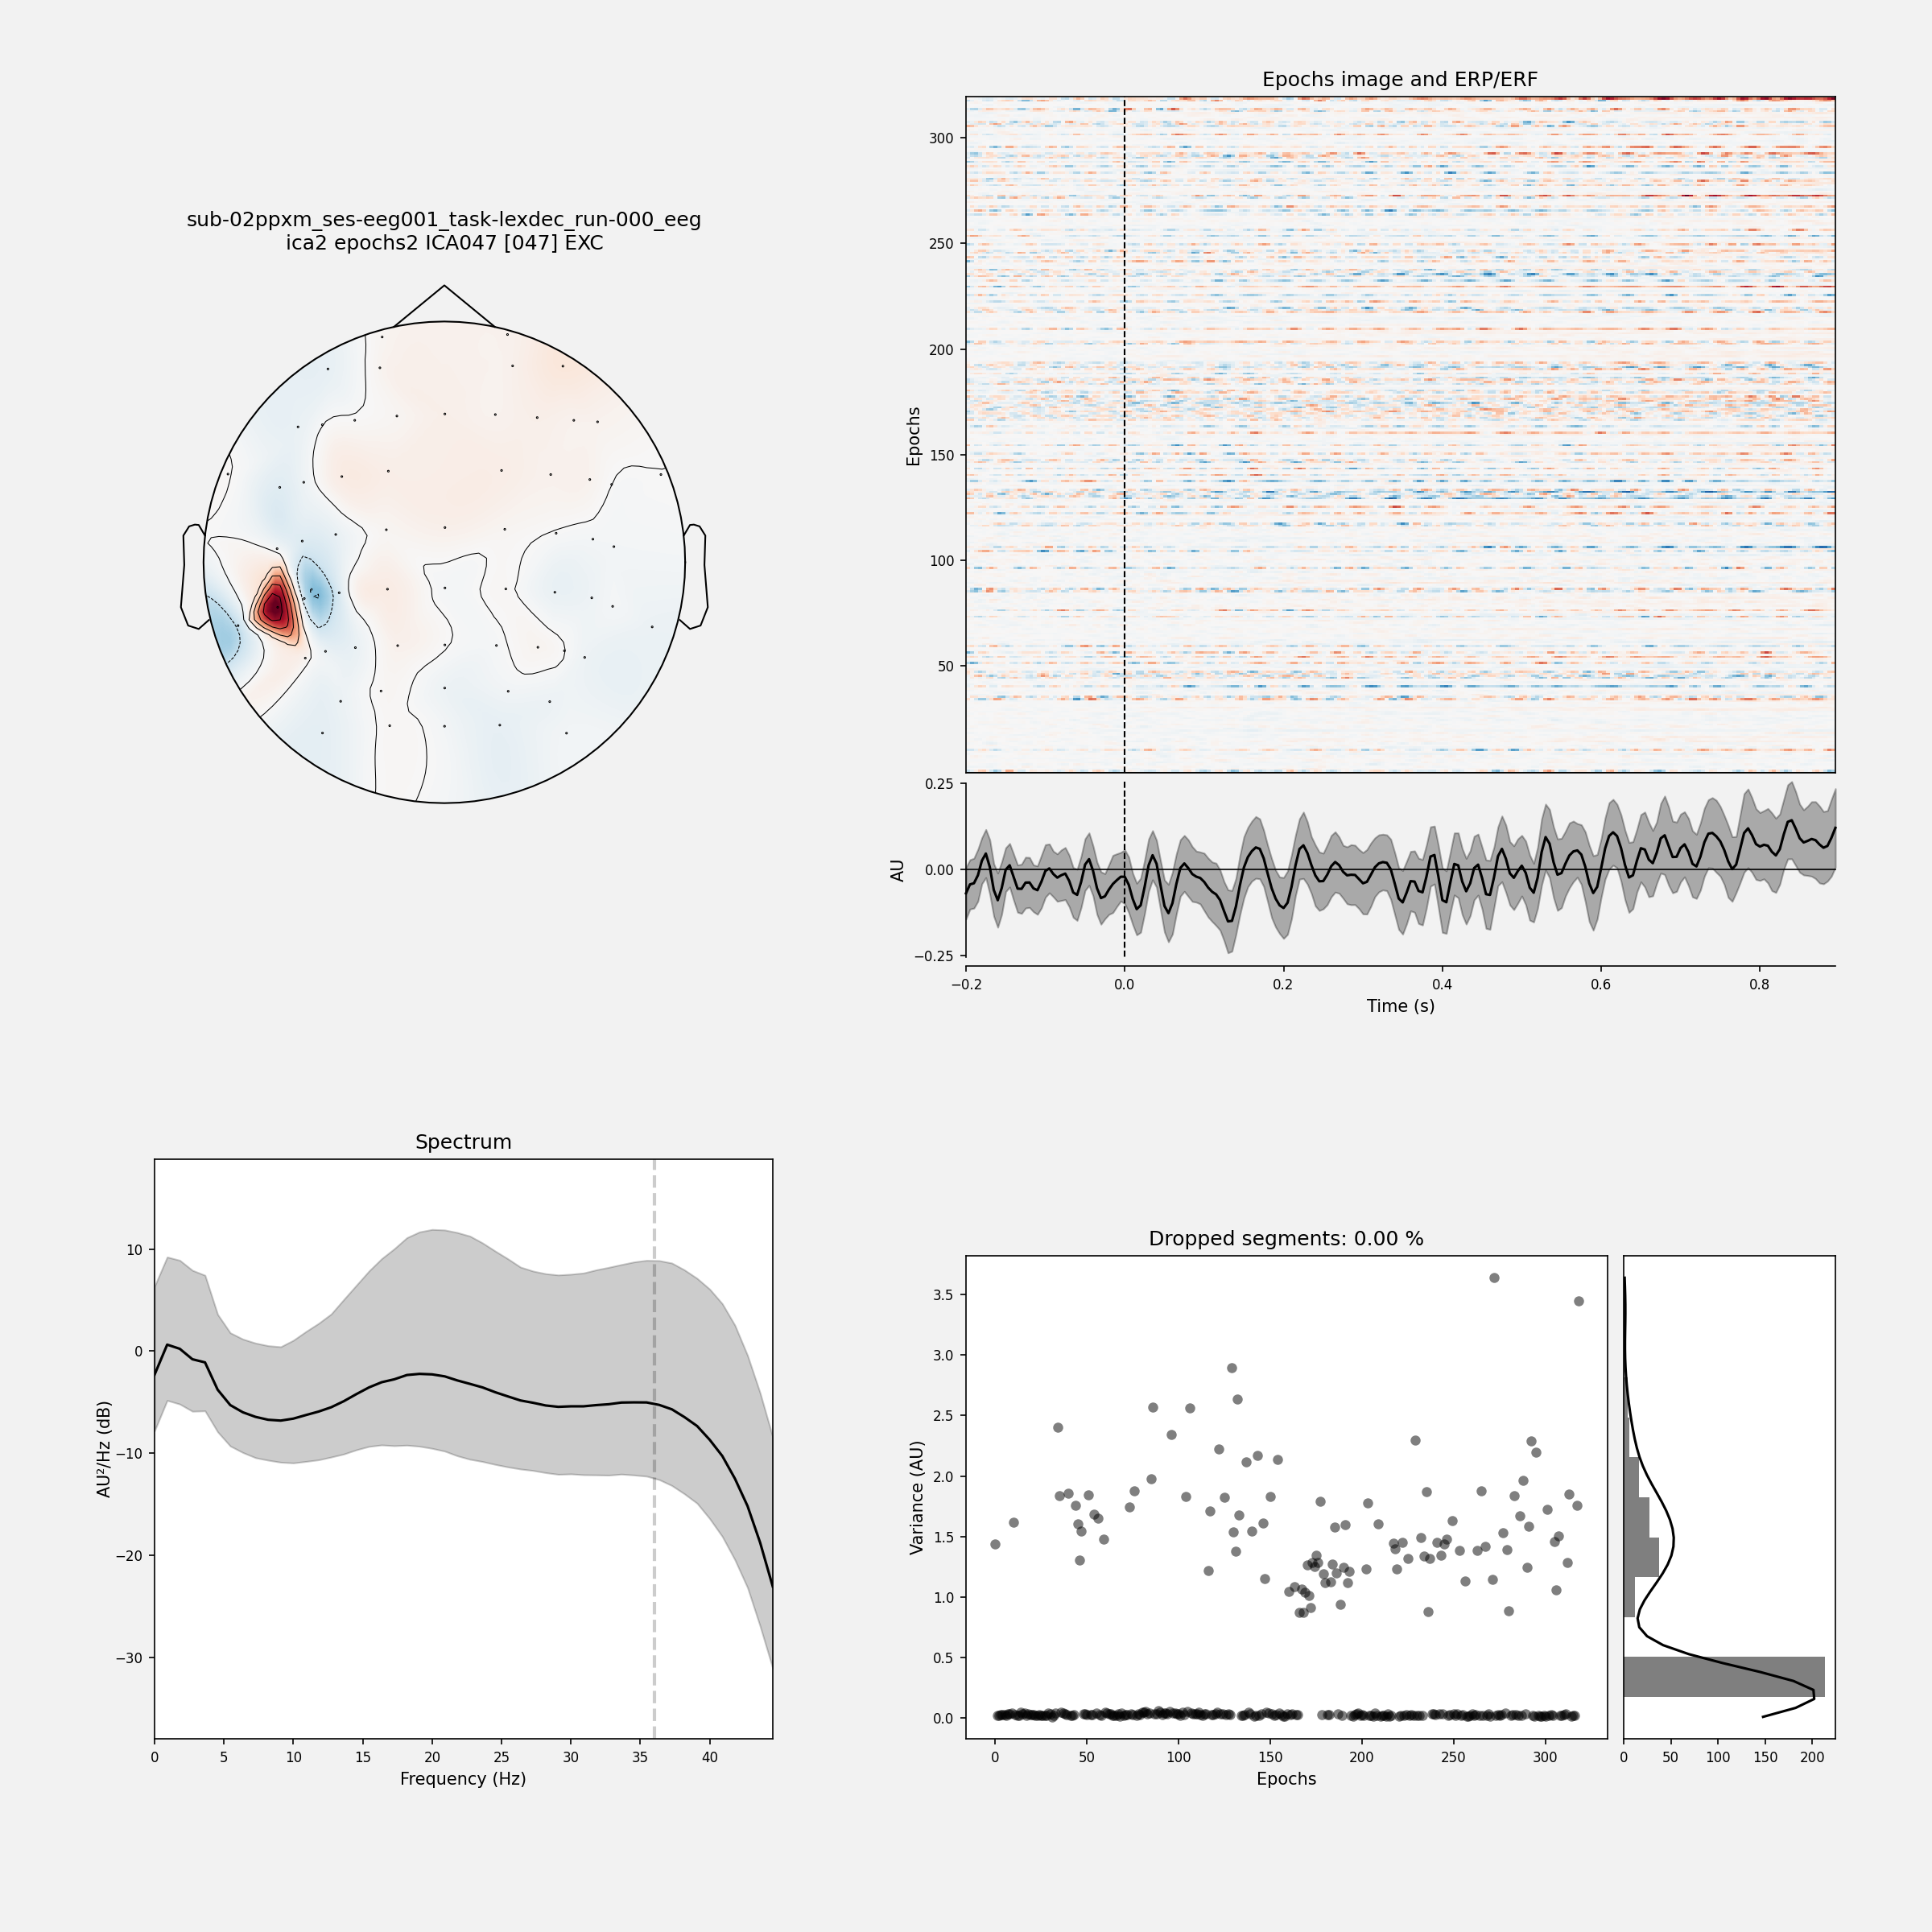 sub-02ppxm_ses-eeg001_task-lexdec_run-000_eeg
ica2 epochs2 ICA047 [047] EXC
Epochs image and ERP/ERF
300
250
200
150
100
50
Epochs
0.25
0.00
−0.25
AU
−0.2 0.0 0.2 0.4 0.6 0.8
Time (s)
Spectrum
10
0
−10
−20
−30
AU²/Hz (dB)
0 5 10 15 20 25 30 35 40
Frequency (Hz)
Dropped segments: 0.00 %
3.5
3.0
2.5
2.0
1.5
1.0
0.5
0.0
Variance (AU)
0 50 100 150 200 250 300
Epochs
0 50 100 150 200